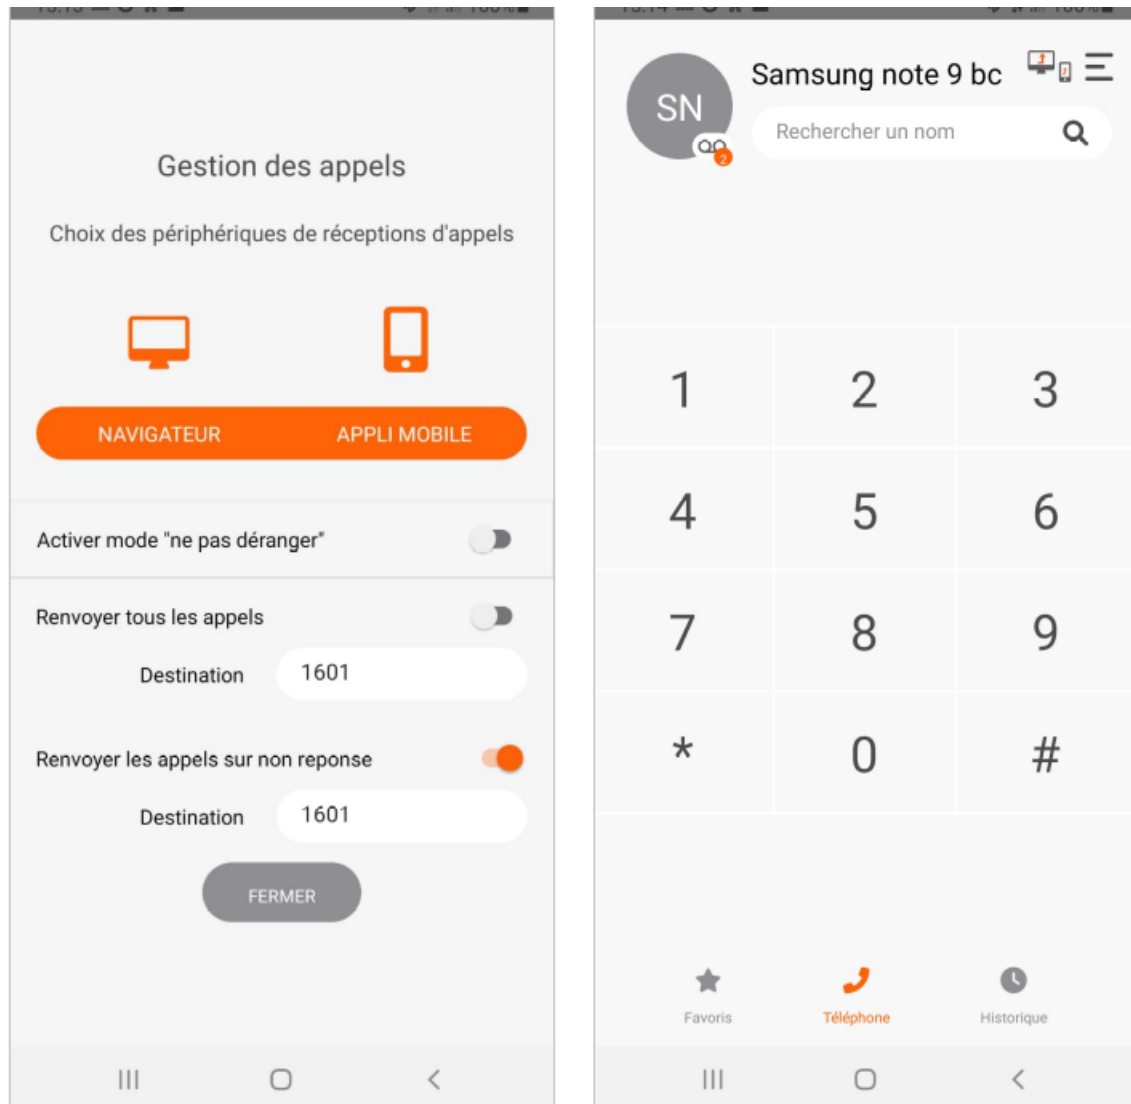 Gestion des appels
Choix des périphériques de réceptions d'appels
NAVIGATEUR APPLI MOBILE
Activer mode "ne pas déranger"
Renvoyer tous les appels
Destination 1601
Renvoyer les appels sur non reponse
Destination 1601
FERMER
SN
2
Samsung note 9 bc
Rechercher un nom
1 2 3
4 5 6
7 8 9
* 0 #
Favoris Téléphone Historique